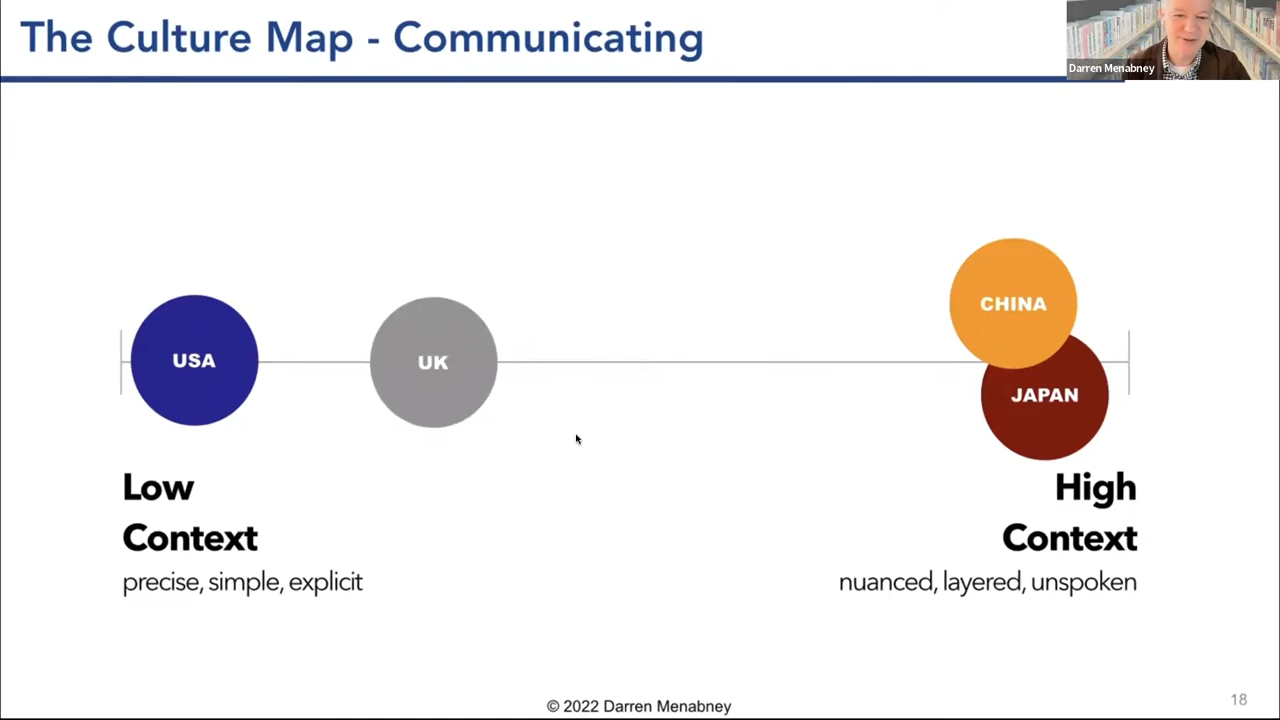 The Culture Map - Communicating
Darren Menabney
CHINA
USA
UK
JAPAN
Low
Context
precise, simple, explicit
High
Context
nuanced, layered, unspoken
© 2022 Darren Menabney
18